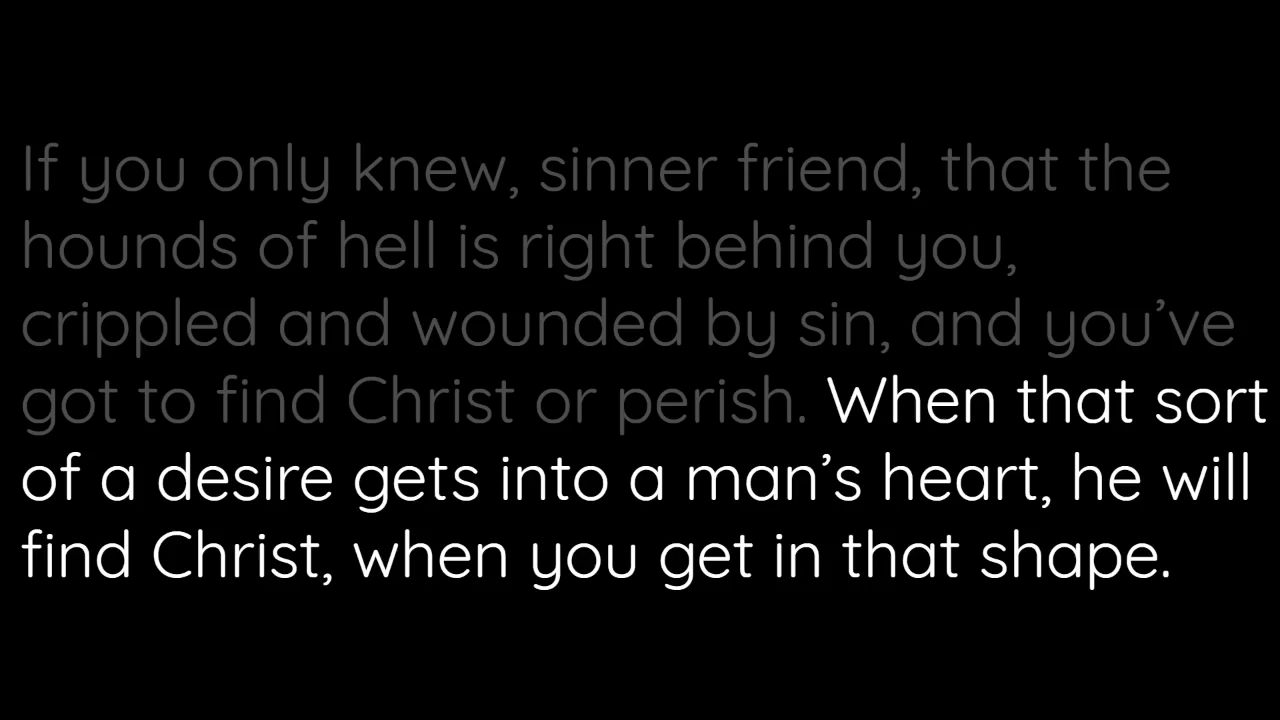 If you only knew, sinner friend, that the
hounds of hell is right behind you,
crippled and wounded by sin, and you’ve
got to find Christ or perish. When that sort
of a desire gets into a man’s heart, he will
find Christ, when you get in that shape.